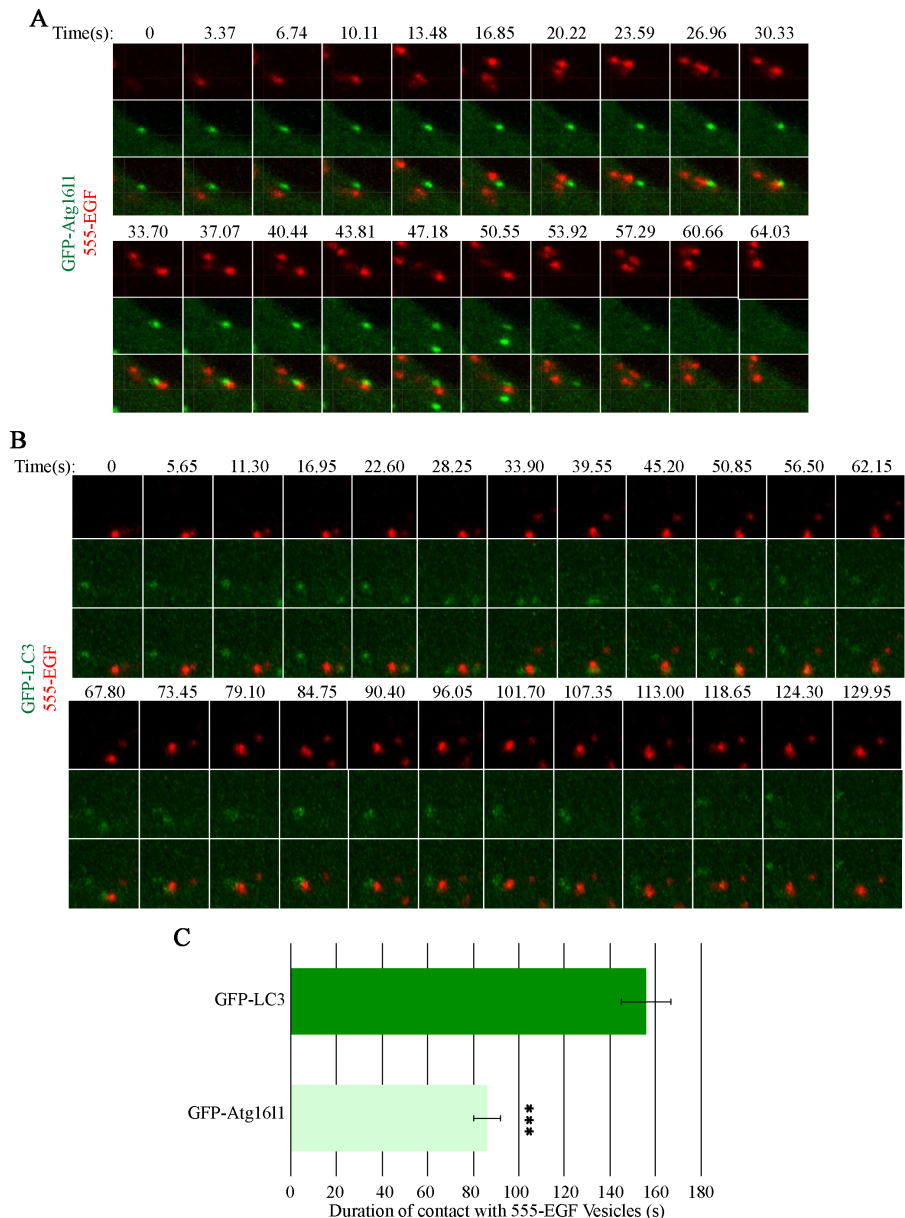 A
Time(s): 0 3.37 6.74 10.11 13.48 16.85 20.22 23.59 26.96 30.33
GFP-Atg16l1
555-EGF
33.70 37.07 40.44 43.81 47.18 50.55 53.92 57.29 60.66 64.03
B
Time(s): 0 5.65 11.30 16.95 22.60 28.25 33.90 39.55 45.20 50.85 56.50 62.15
GFP-LC3
555-EGF
67.80 73.45 79.10 84.75 90.40 96.05 101.70 107.35 113.00 118.65 124.30 129.95
C
GFP-LC3
GFP-Atg16l1
***
0 20 40 60 80 100 120 140 160 180
Duration of contact with 555-EGF Vesicles (s)